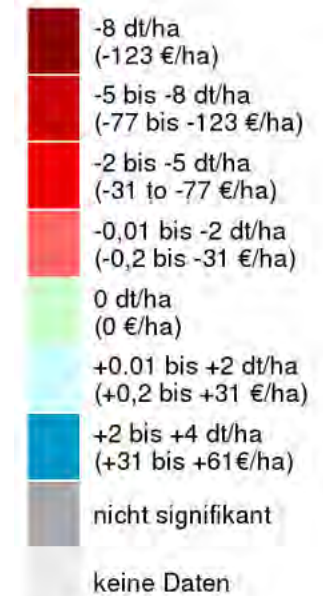 -8 dt/ha
(-123 €/ha)
-5 bis -8 dt/ha
(-77 bis -123 €/ha)
-2 bis -5 dt/ha
(-31 to -77 €/ha)
-0,01 bis -2 dt/ha
(-0,2 bis -31 €/ha)
0 dt/ha
(0 €/ha)
+0.01 bis +2 dt/ha
(+0,2 bis +31 €/ha)
+2 bis +4 dt/ha
(+31 bis +61€/ha)
nicht signifikant
keine Daten